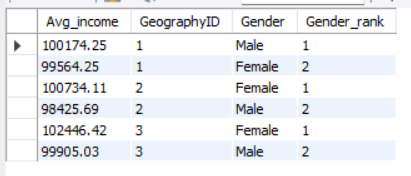 Avg_income GeographyID Gender Gender_rank
100174.25 1 Male 1
99564.25 1 Female 2
100734.11 2 Female 1
98425.69 2 Male 2
102446.42 3 Female 1
99905.03 3 Male 2